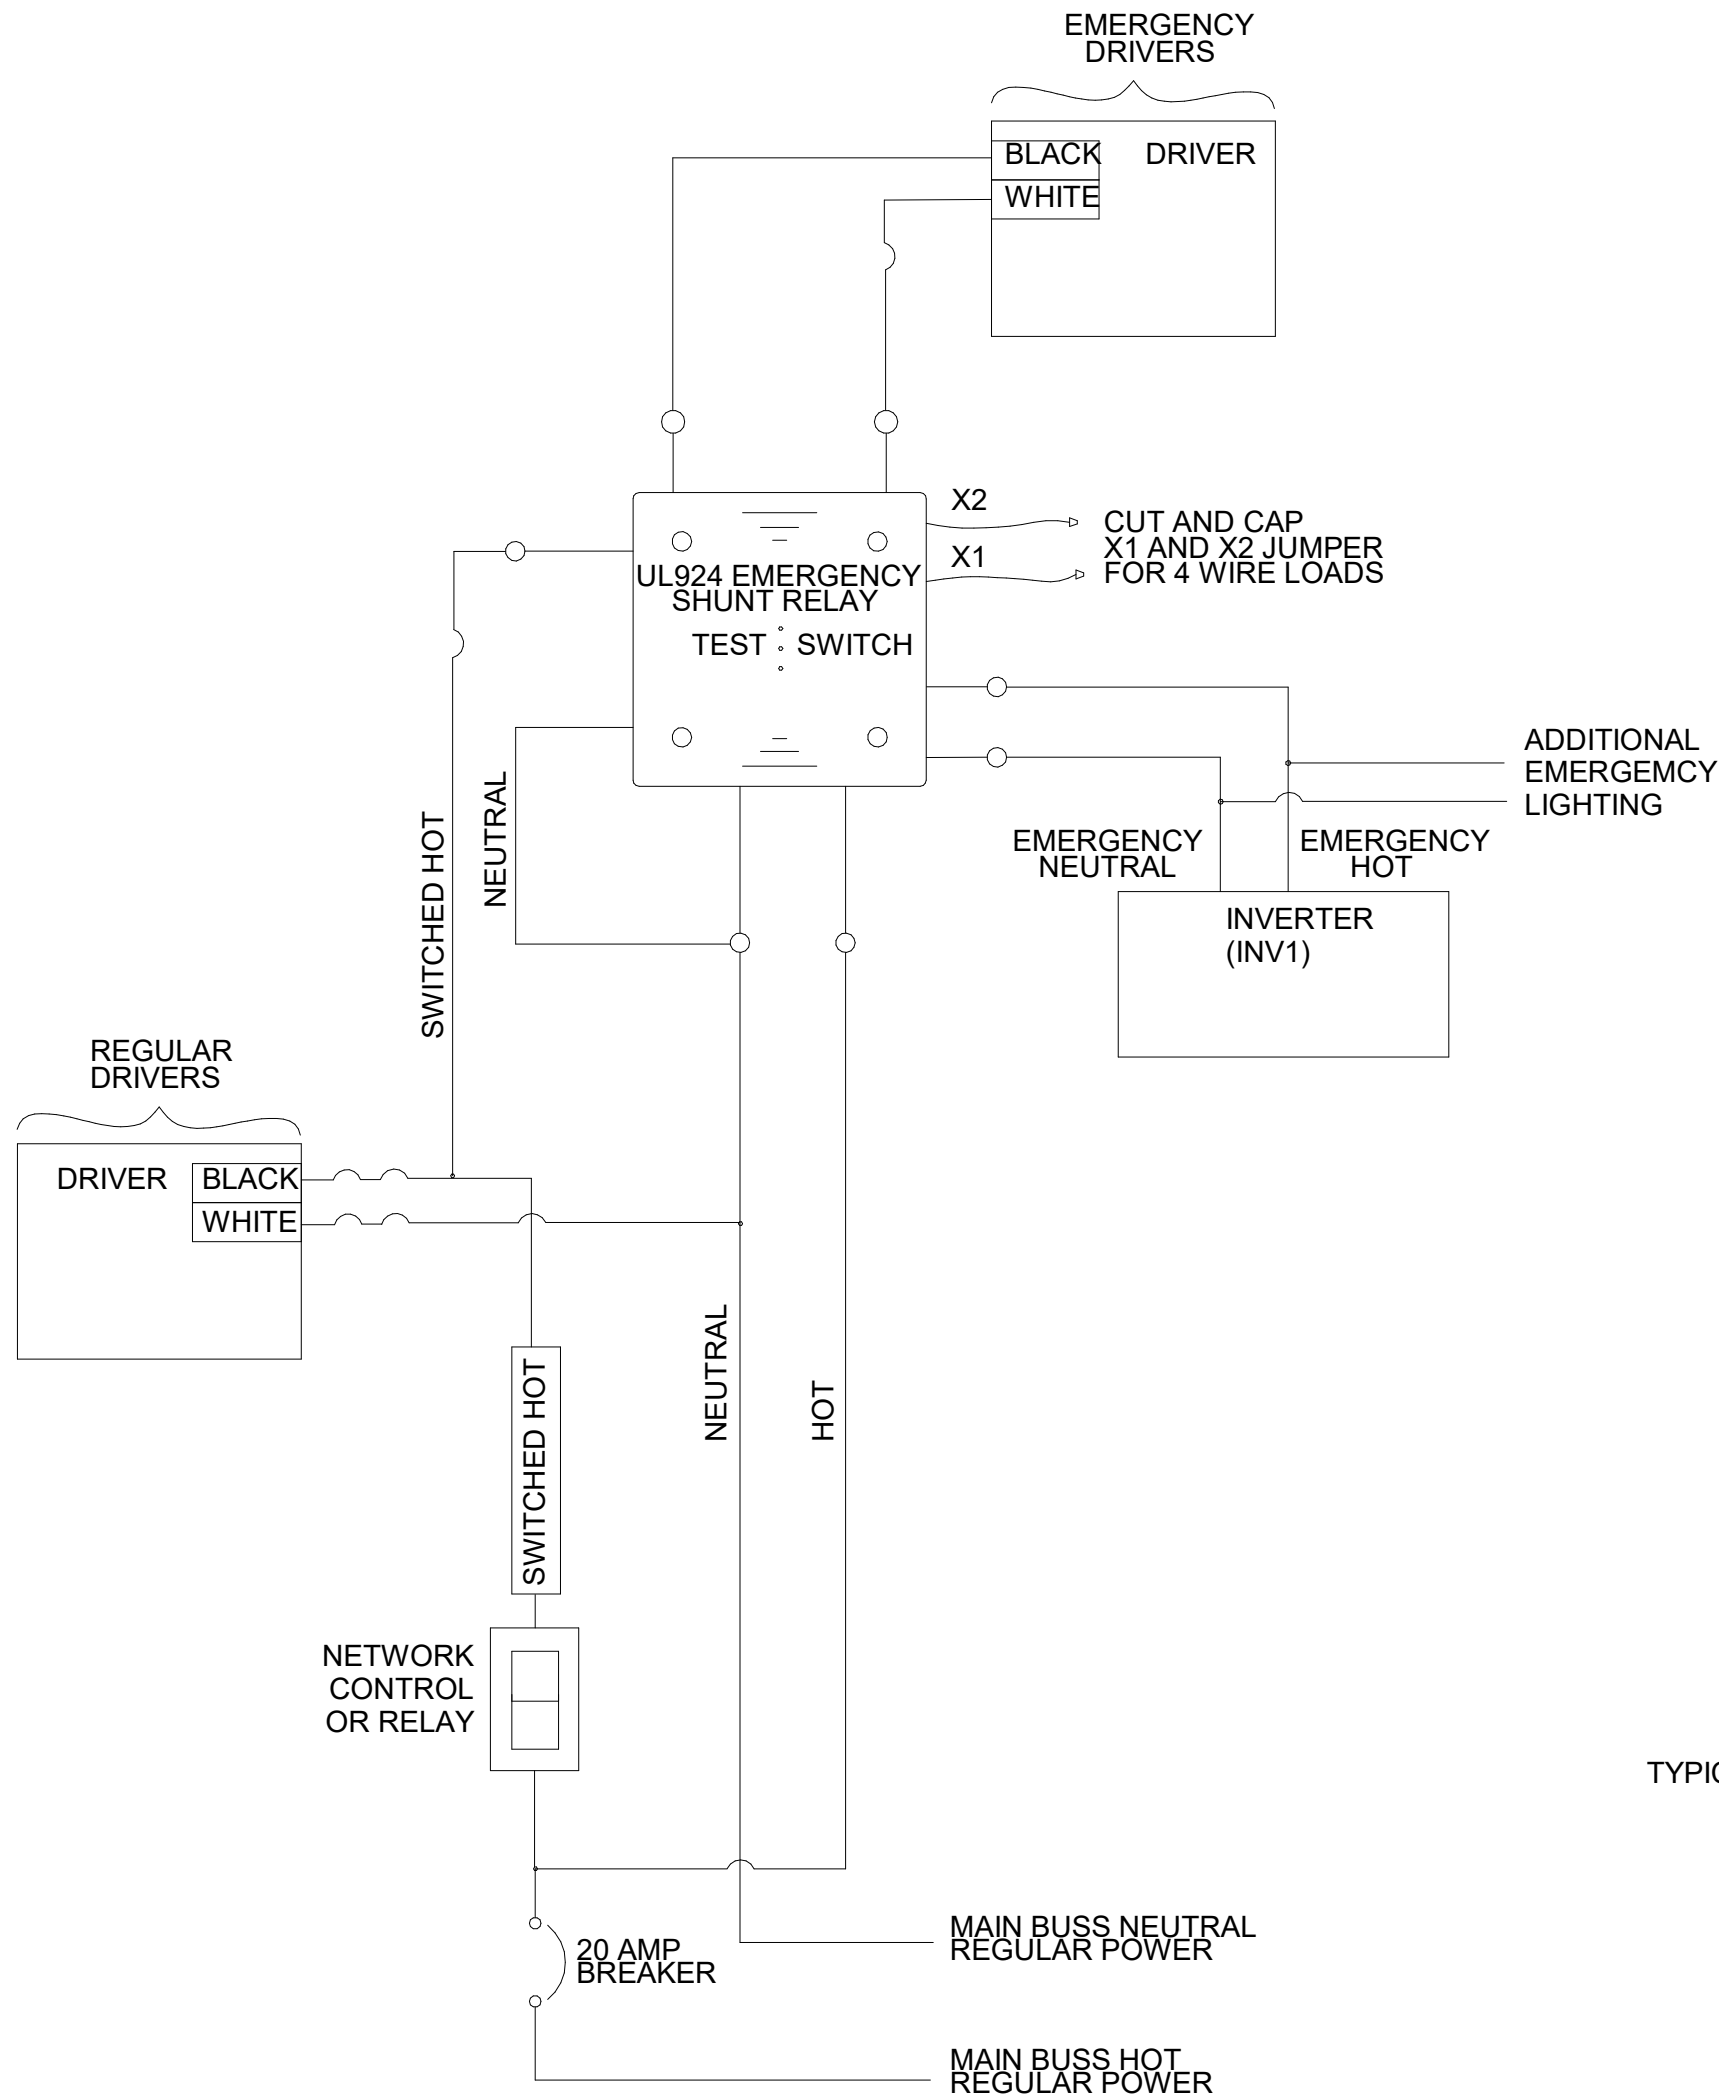 EMERGENCY
DRIVERS
BLACK DRIVER
WHITE
X2
CUT AND CAP
X1 AND X2 JUMPER
FOR 4 WIRE LOADS
X1
UL924 EMERGENCY
SHUNT RELAY
TEST SWITCH
ADDITIONAL
EMERGEMCY
LIGHTING
SWITCHED HOT
NEUTRAL
EMERGENCY
NEUTRAL
EMERGENCY
HOT
INVERTER
(INV1)
REGULAR
DRIVERS
DRIVER BLACK
WHITE
SWITCHED HOT
NEUTRAL
HOT
NETWORK
CONTROL
OR RELAY
20 AMP
BREAKER
MAIN BUSS NEUTRAL
REGULAR POWER
MAIN BUSS HOT
REGULAR POWER